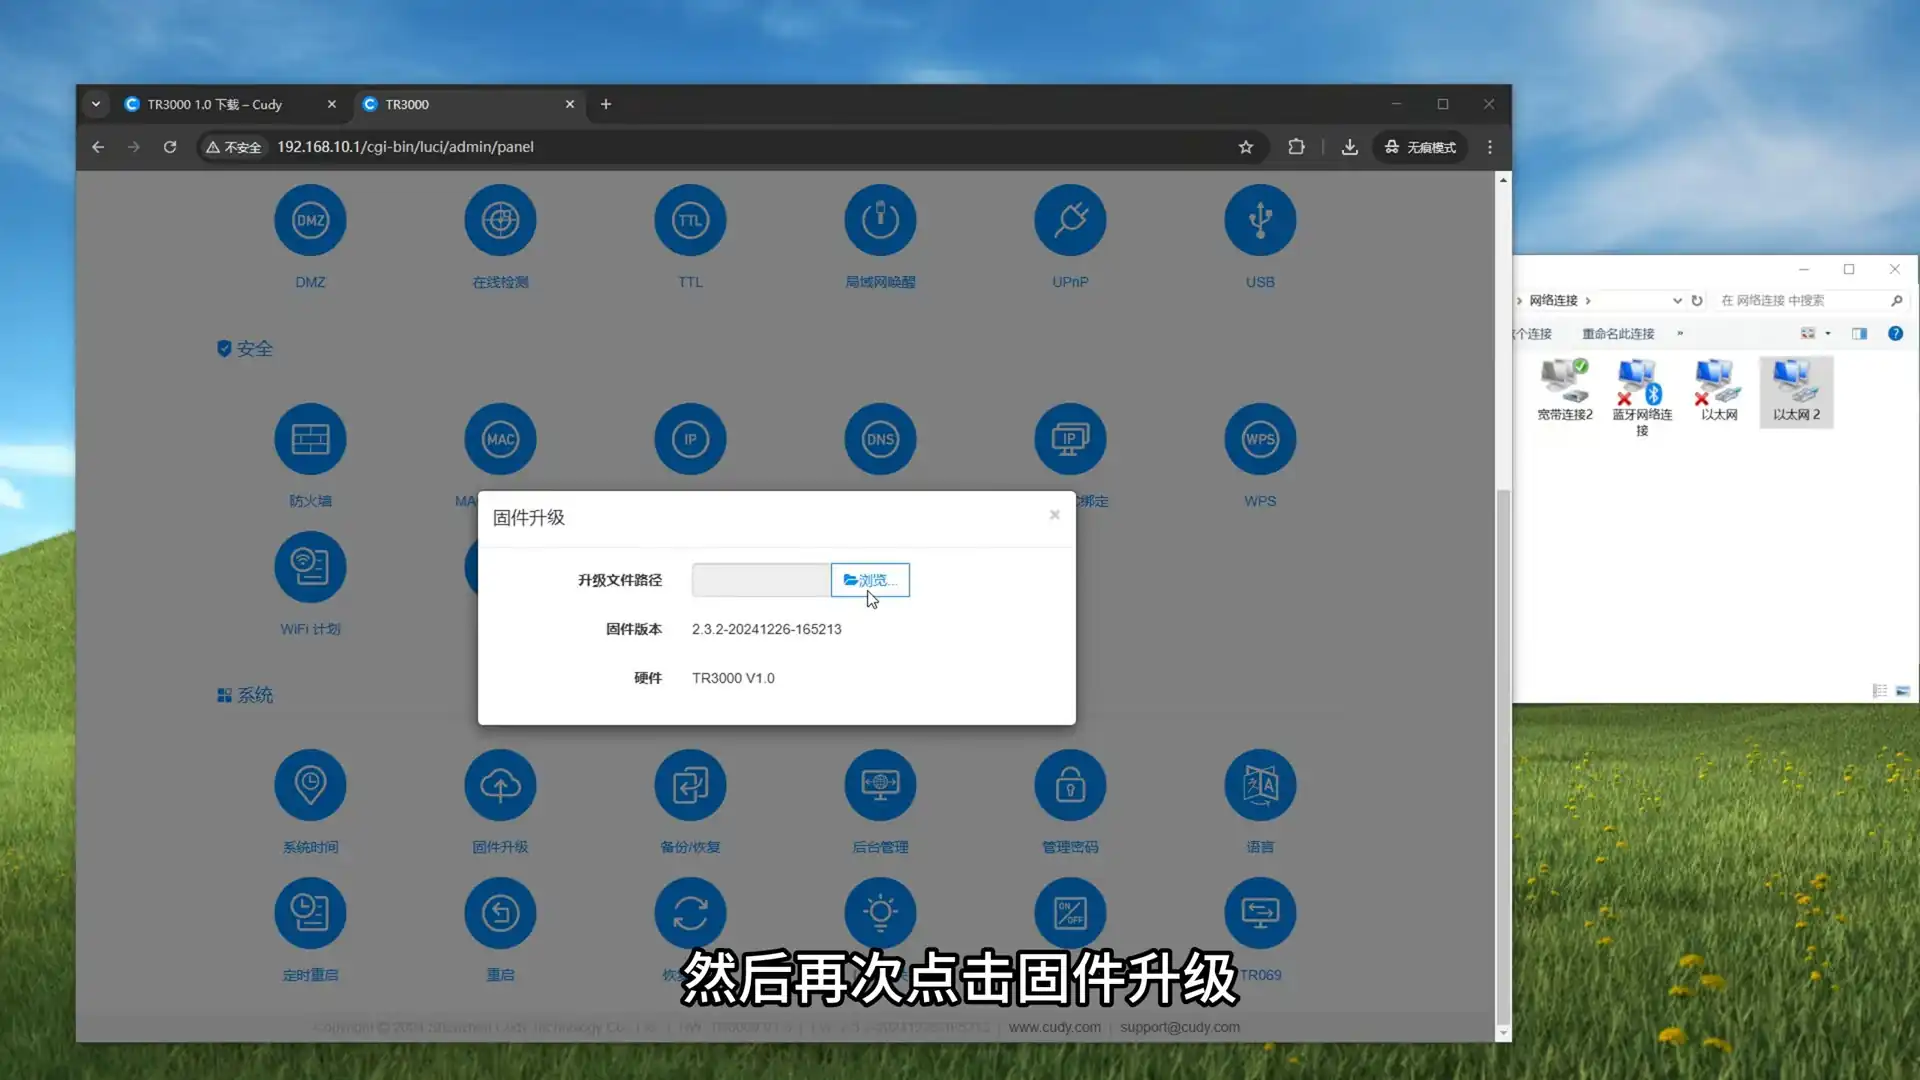 TR3000 1.0 下载 – Cudy
TR3000
不安全
192.168.10.1/cgi-bin/luci/admin/panel
无痕模式
DMZ
TTL
DMZ
在线检测
TTL
局域网唤醒
UPnP
USB
安全
MAC
IP
DNS
IP
WPS
防火墙
MA
绑定
WPS
WiFi 计划
固件升级
升级文件路径
浏览...
固件版本
2.3.2-20241226-165213
硬件
TR3000 V1.0
系统
系统时间
固件升级
备份/恢复
后台管理
管理密码
语言
ON
OFF
定时重启
重启
恢复
TR069
然后再次点击固件升级
www.cudy.com | support@cudy.com
网络连接
在 网络连接 中搜索
个连接
重命名此连接
»
宽带连接2
蓝牙网络连接
以太网
以太网 2